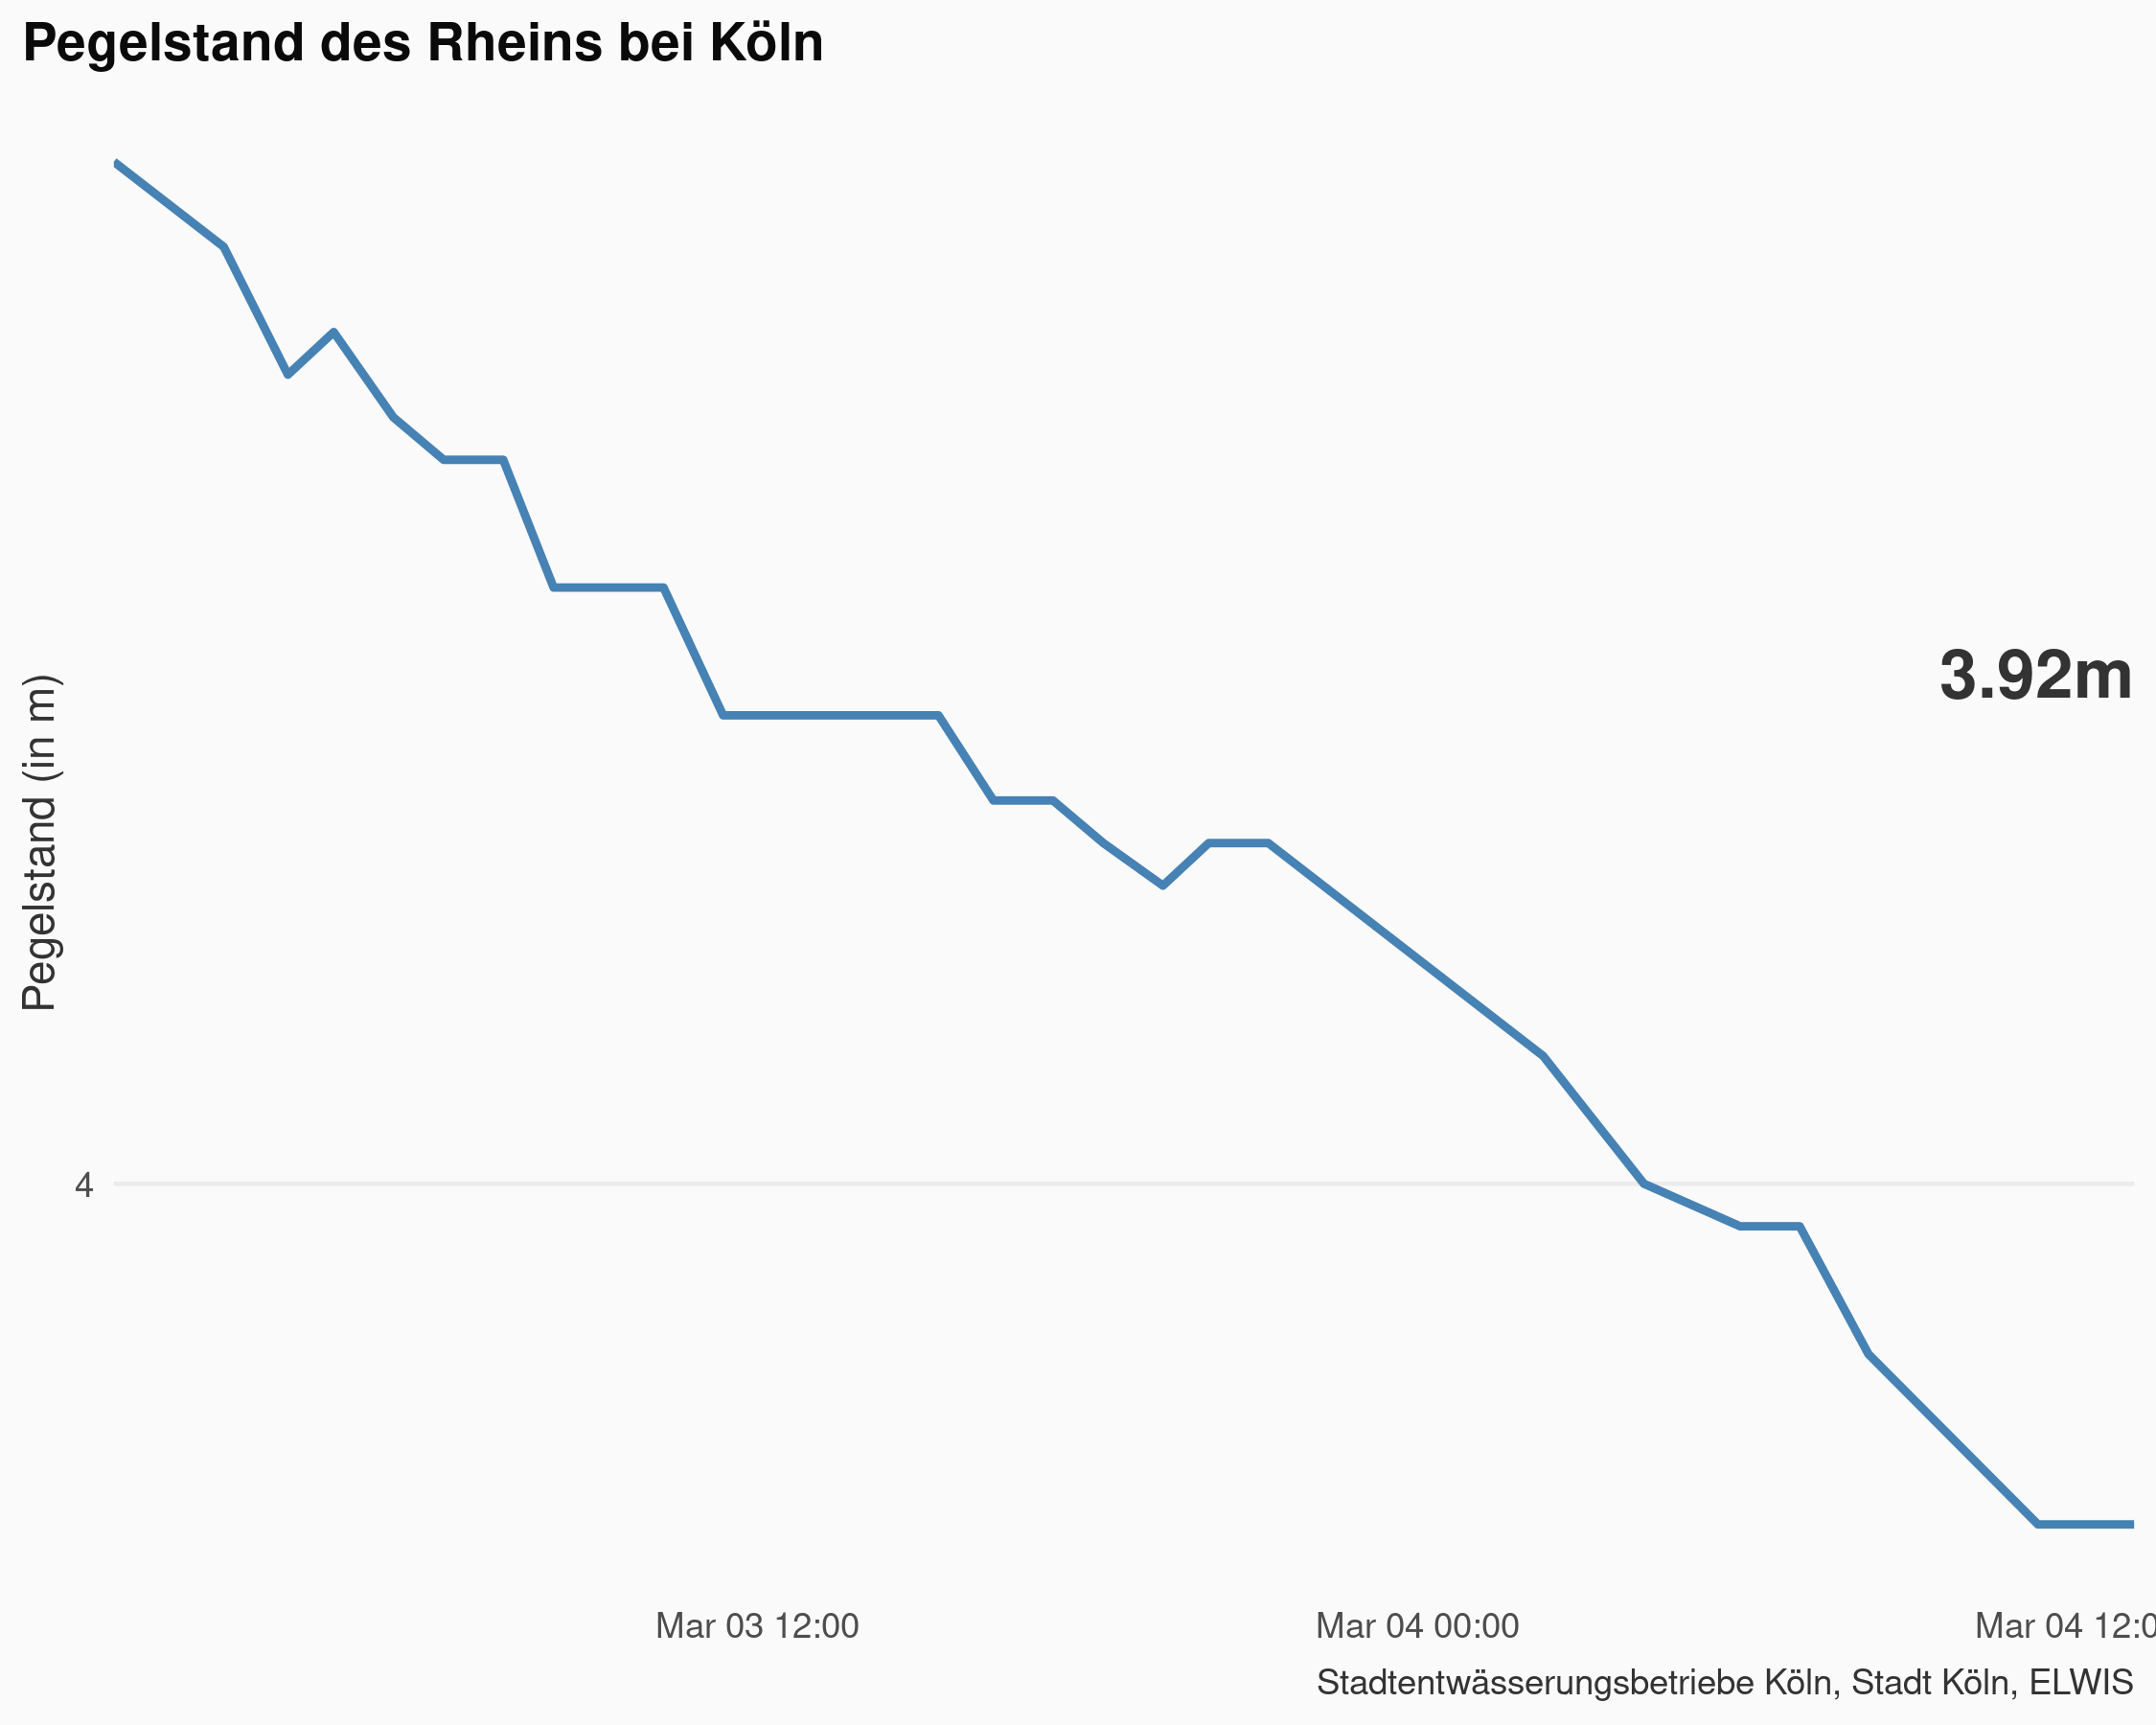 Pegelstand des Rheins bei Köln
3.92m
Pegelstand (in m)
4
Mar 03 12:00
Mar 04 00:00
Mar 04 12:0
Stadtentwässerungsbetriebe Köln, Stadt Köln, ELWIS